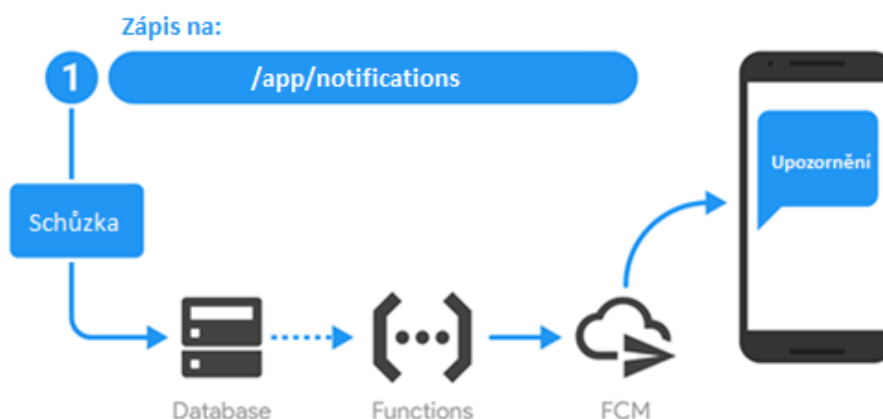 Zápis na:
1
/app/notifications
Upozornění
Schůzka
Database
Functions
FCM